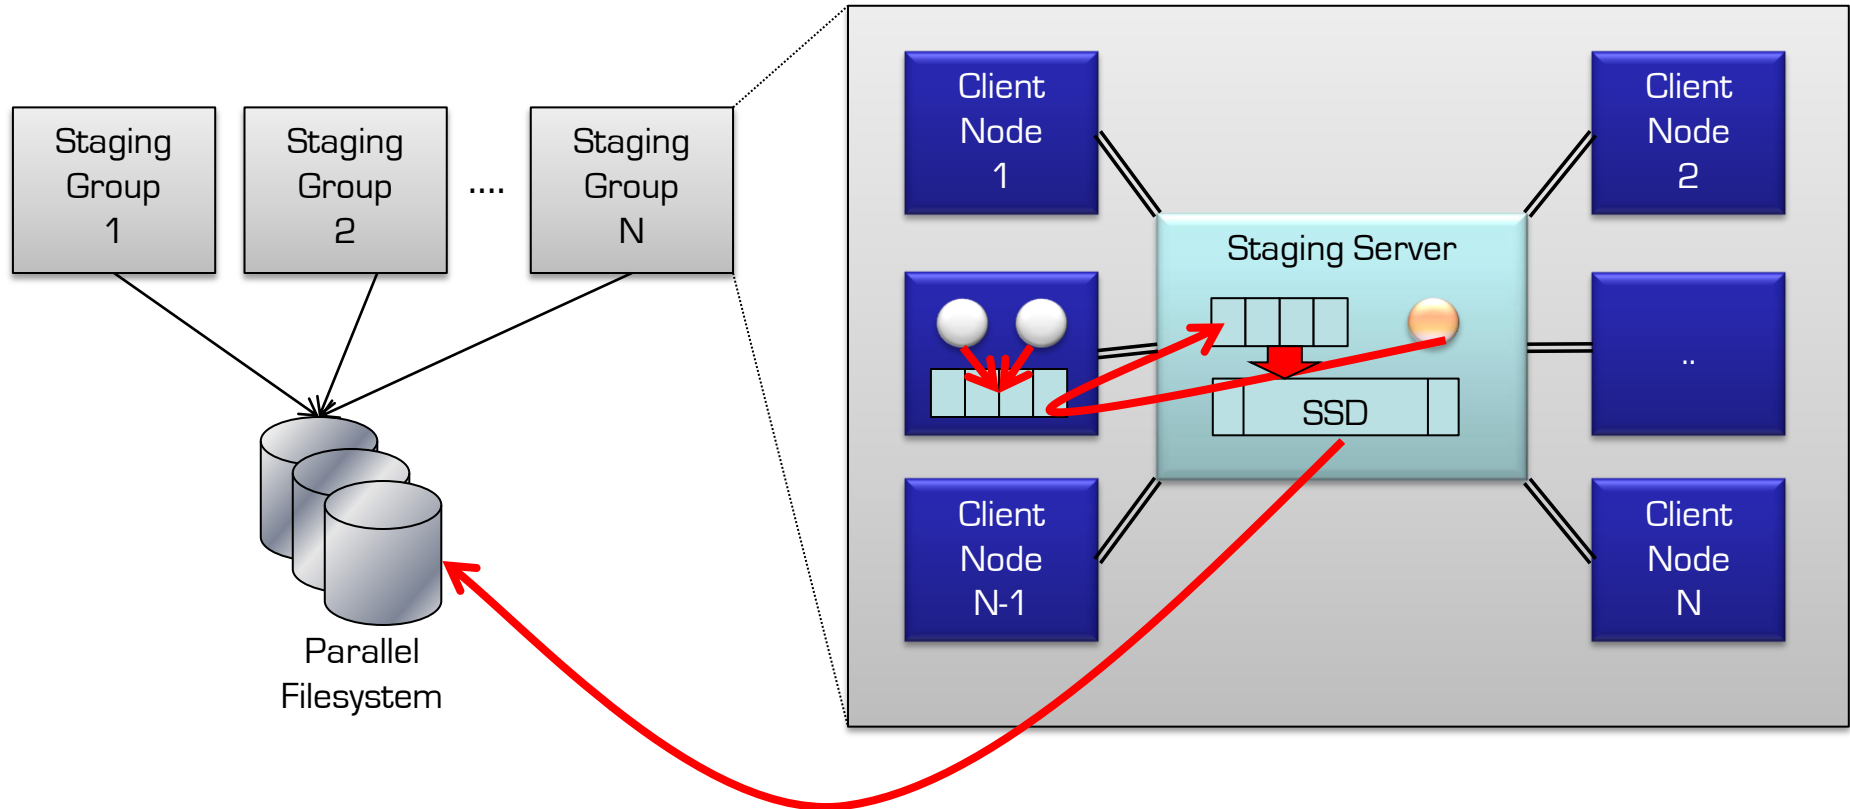 Staging
Group
1
Staging
Group
2
....
Staging
Group
N
Parallel
Filesystem
Client
Node
1
Client
Node
2
Staging Server
SSD
..
Client
Node
N-1
Client
Node
N